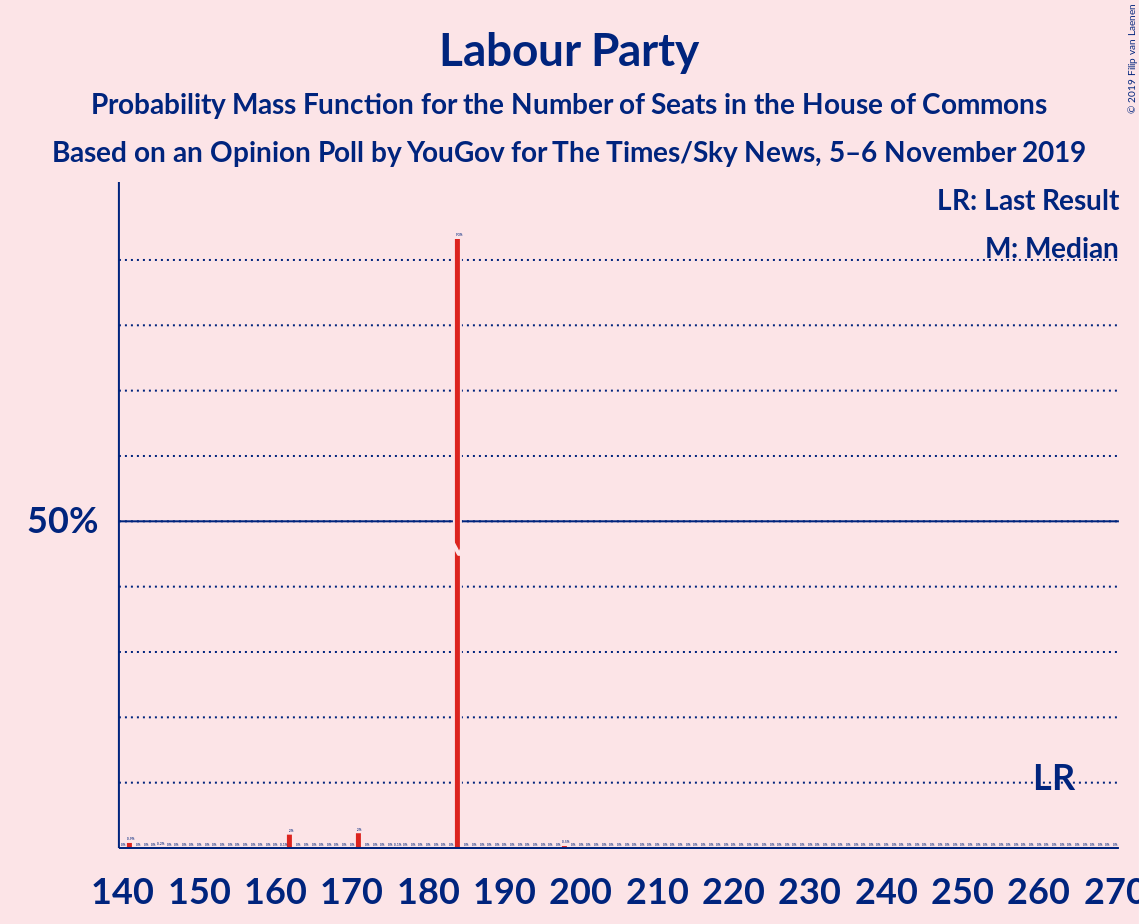 Labour Party
Probability Mass Function for the Number of Seats in the House of Commons
Based on an Opinion Poll by YouGov for The Times/Sky News, 5–6 November 2019
© 2019 Filip van Laenen
LR: Last Result
M: Median
50%
LR
140 150 160 170 180 190 200 210 220 230 240 250 260 270